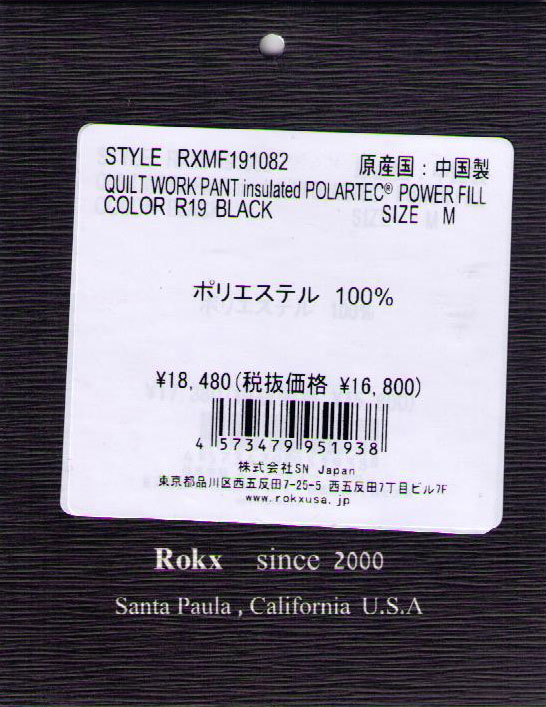 STYLE RXMF191082 原産国：中国製
QUILT WORK PANT insulated POLARTEC® POWER FILL
COLOR R19 BLACK SIZE M
ポリエステル 100%
¥18,480(税抜価格 ¥16,800)
4 573479 951938
株式会社SN Japan
東京都品川区西五反田7-25-5 西五反田7丁目ビル7F
www.rokxusa.jp
Rokx since 2000
Santa Paula , California U.S.A